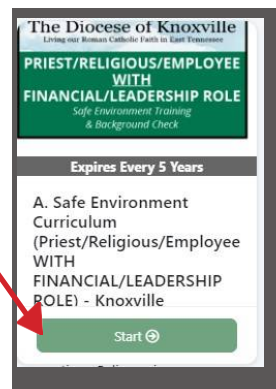 The Diocese of Knoxville
Living our Roman Catholic Faith in East Tennessee
PRIEST/RELIGIOUS/EMPLOYEE
WITH
FINANCIAL/LEADERSHIP ROLE
Safe Environment Training
& Background Check
Expires Every 5 Years
A. Safe Environment
Curriculum
(Priest/Religious/Employee
WITH
FINANCIAL/LEADERSHIP
ROLE) - Knoxville
Start